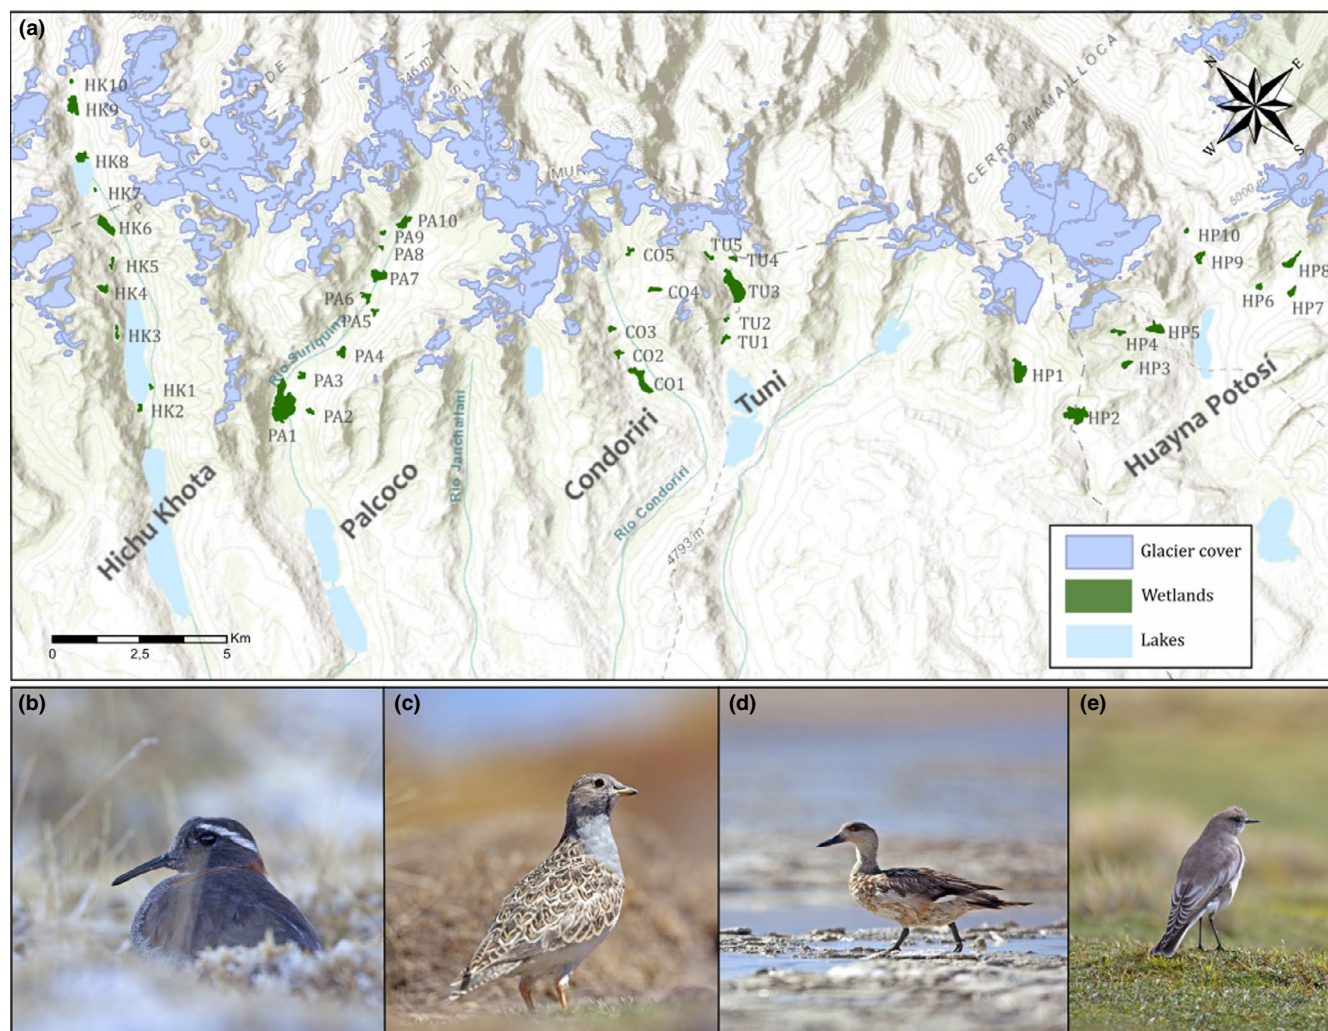 (a)
5600 m
HK10
HK9
HK8
HK7
HK6
HK5
HK4
HK3
HK1
HK2
PA10
PA9
PA8
PA7
PA6
PA5
PA4
PA3
PA2
PA1
CO5
CO4
CO3
CO2
CO1
TU5
TU4
TU3
TU2
TU1
HP10
HP9
HP8
HP6
HP7
HP5
HP4
HP3
HP1
HP2
CERRO MAMAILLOCA
5000
N
E
W
S
Rio Suriquina
Rio Janchallani
Rio Condoriri
4793 m
Hichu Khota
Palcoco
Condoriri
Tuni
Huayna Potosí
Glacier cover
Wetlands
Lakes
Km
0
2,5
5
(b)
(c)
(d)
(e)